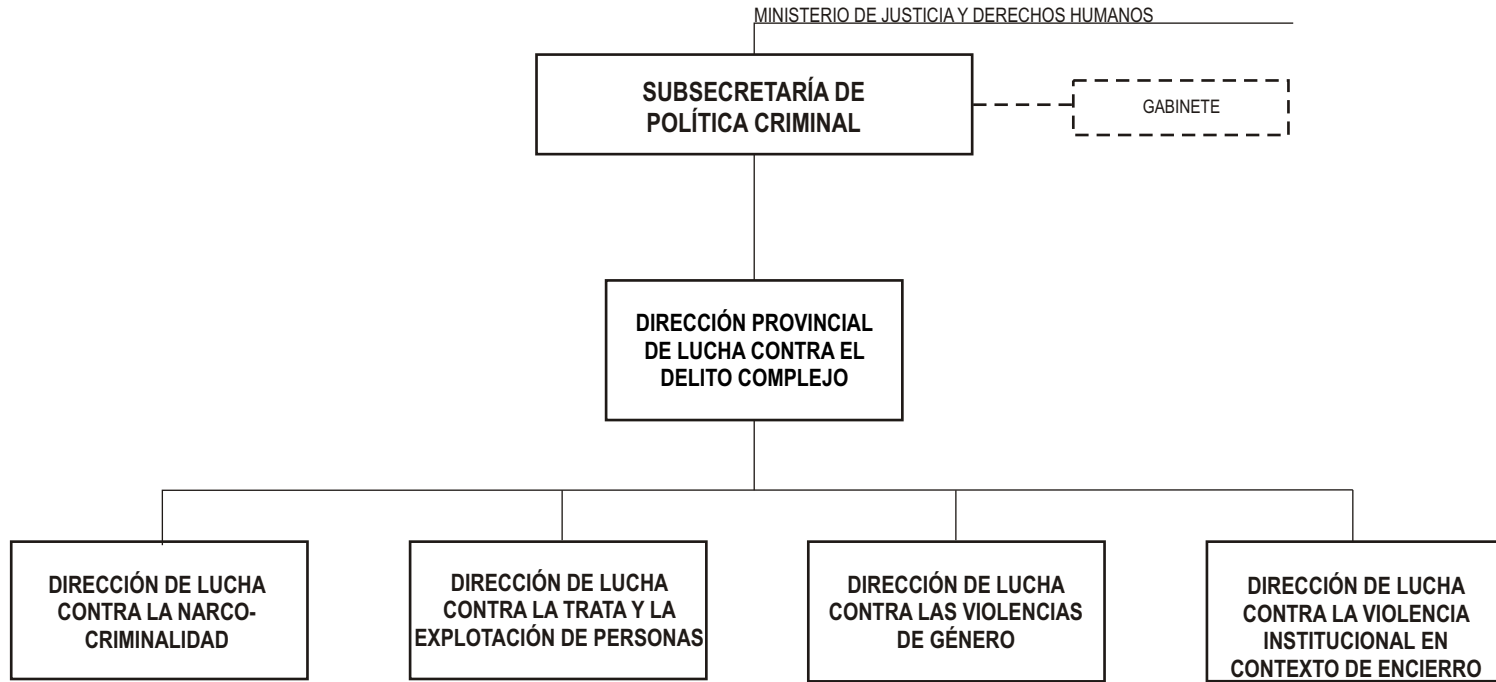 MINISTERIO DE JUSTICIA Y DERECHOS HUMANOS
SUBSECRETARÍA DE
POLÍTICA CRIMINAL
GABINETE
DIRECCIÓN PROVINCIAL
DE LUCHA CONTRA EL
DELITO COMPLEJO
DIRECCIÓN DE LUCHA
CONTRA LA NARCO-
CRIMINALIDAD
DIRECCIÓN DE LUCHA
CONTRA LA TRATA Y LA
EXPLOTACIÓN DE PERSONAS
DIRECCIÓN DE LUCHA
CONTRA LAS VIOLENCIAS
DE GÉNERO
DIRECCIÓN DE LUCHA
CONTRA LA VIOLENCIA
INSTITUCIONAL EN
CONTEXTO DE ENCIERRO